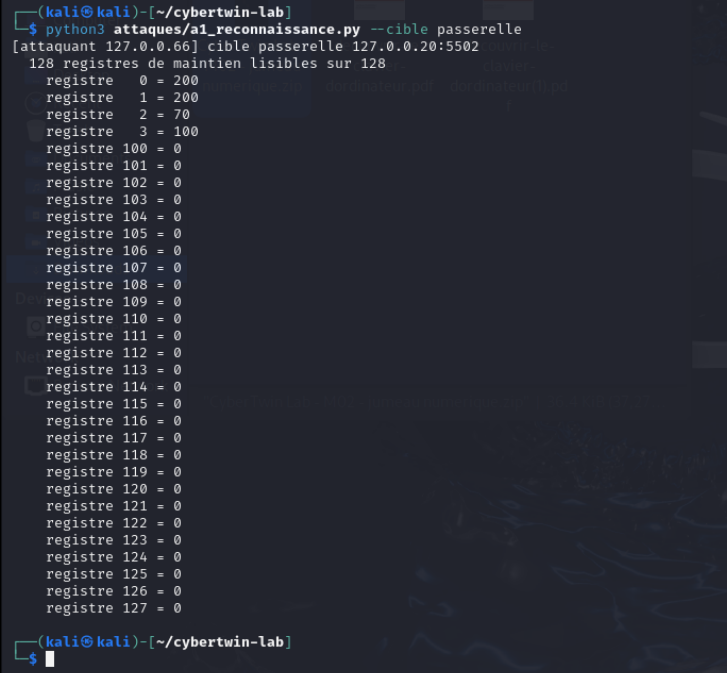 ┌──(kali㉿kali)-[~/cybertwin-lab]
└─$ python3 attaques/a1_reconnaissance.py --cible passerelle
[attaquant 127.0.0.66] cible passerelle 127.0.0.20:5502
  128 registres de maintien lisibles sur 128
    registre   0 = 200
    registre   1 = 200
    registre   2 = 70
    registre   3 = 100
    registre 100 = 0
    registre 101 = 0
    registre 102 = 0
    registre 103 = 0
    registre 104 = 0
    registre 105 = 0
    registre 106 = 0
    registre 107 = 0
    registre 108 = 0
    registre 109 = 0
    registre 110 = 0
    registre 111 = 0
    registre 112 = 0
    registre 113 = 0
    registre 114 = 0
    registre 115 = 0
    registre 116 = 0
    registre 117 = 0
    registre 118 = 0
    registre 119 = 0
    registre 120 = 0
    registre 121 = 0
    registre 122 = 0
    registre 123 = 0
    registre 124 = 0
    registre 125 = 0
    registre 126 = 0
    registre 127 = 0
┌──(kali㉿kali)-[~/cybertwin-lab]
└─$